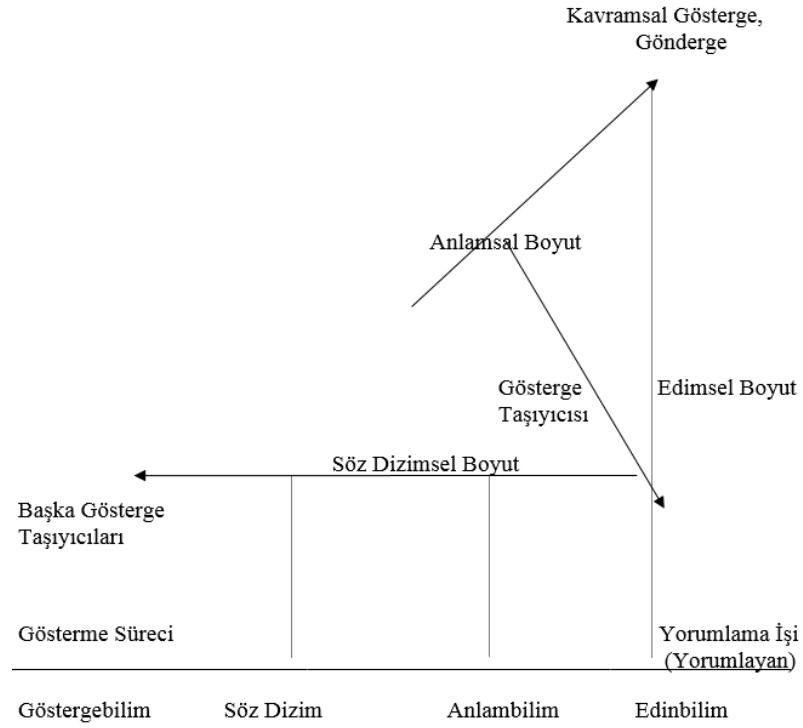 Kavramsal Gösterge,
Gönderge
Anlamsal Boyut
Gösterge
Taşıyıcısı
Edimsel Boyut
Söz Dizimsel Boyut
Başka Gösterge
Taşıyıcıları
Gösterme Süreci
Yorumlama İşi
(Yorumlayan)
Göstergebilim
Söz Dizim
Anlambilim
Edinbilim